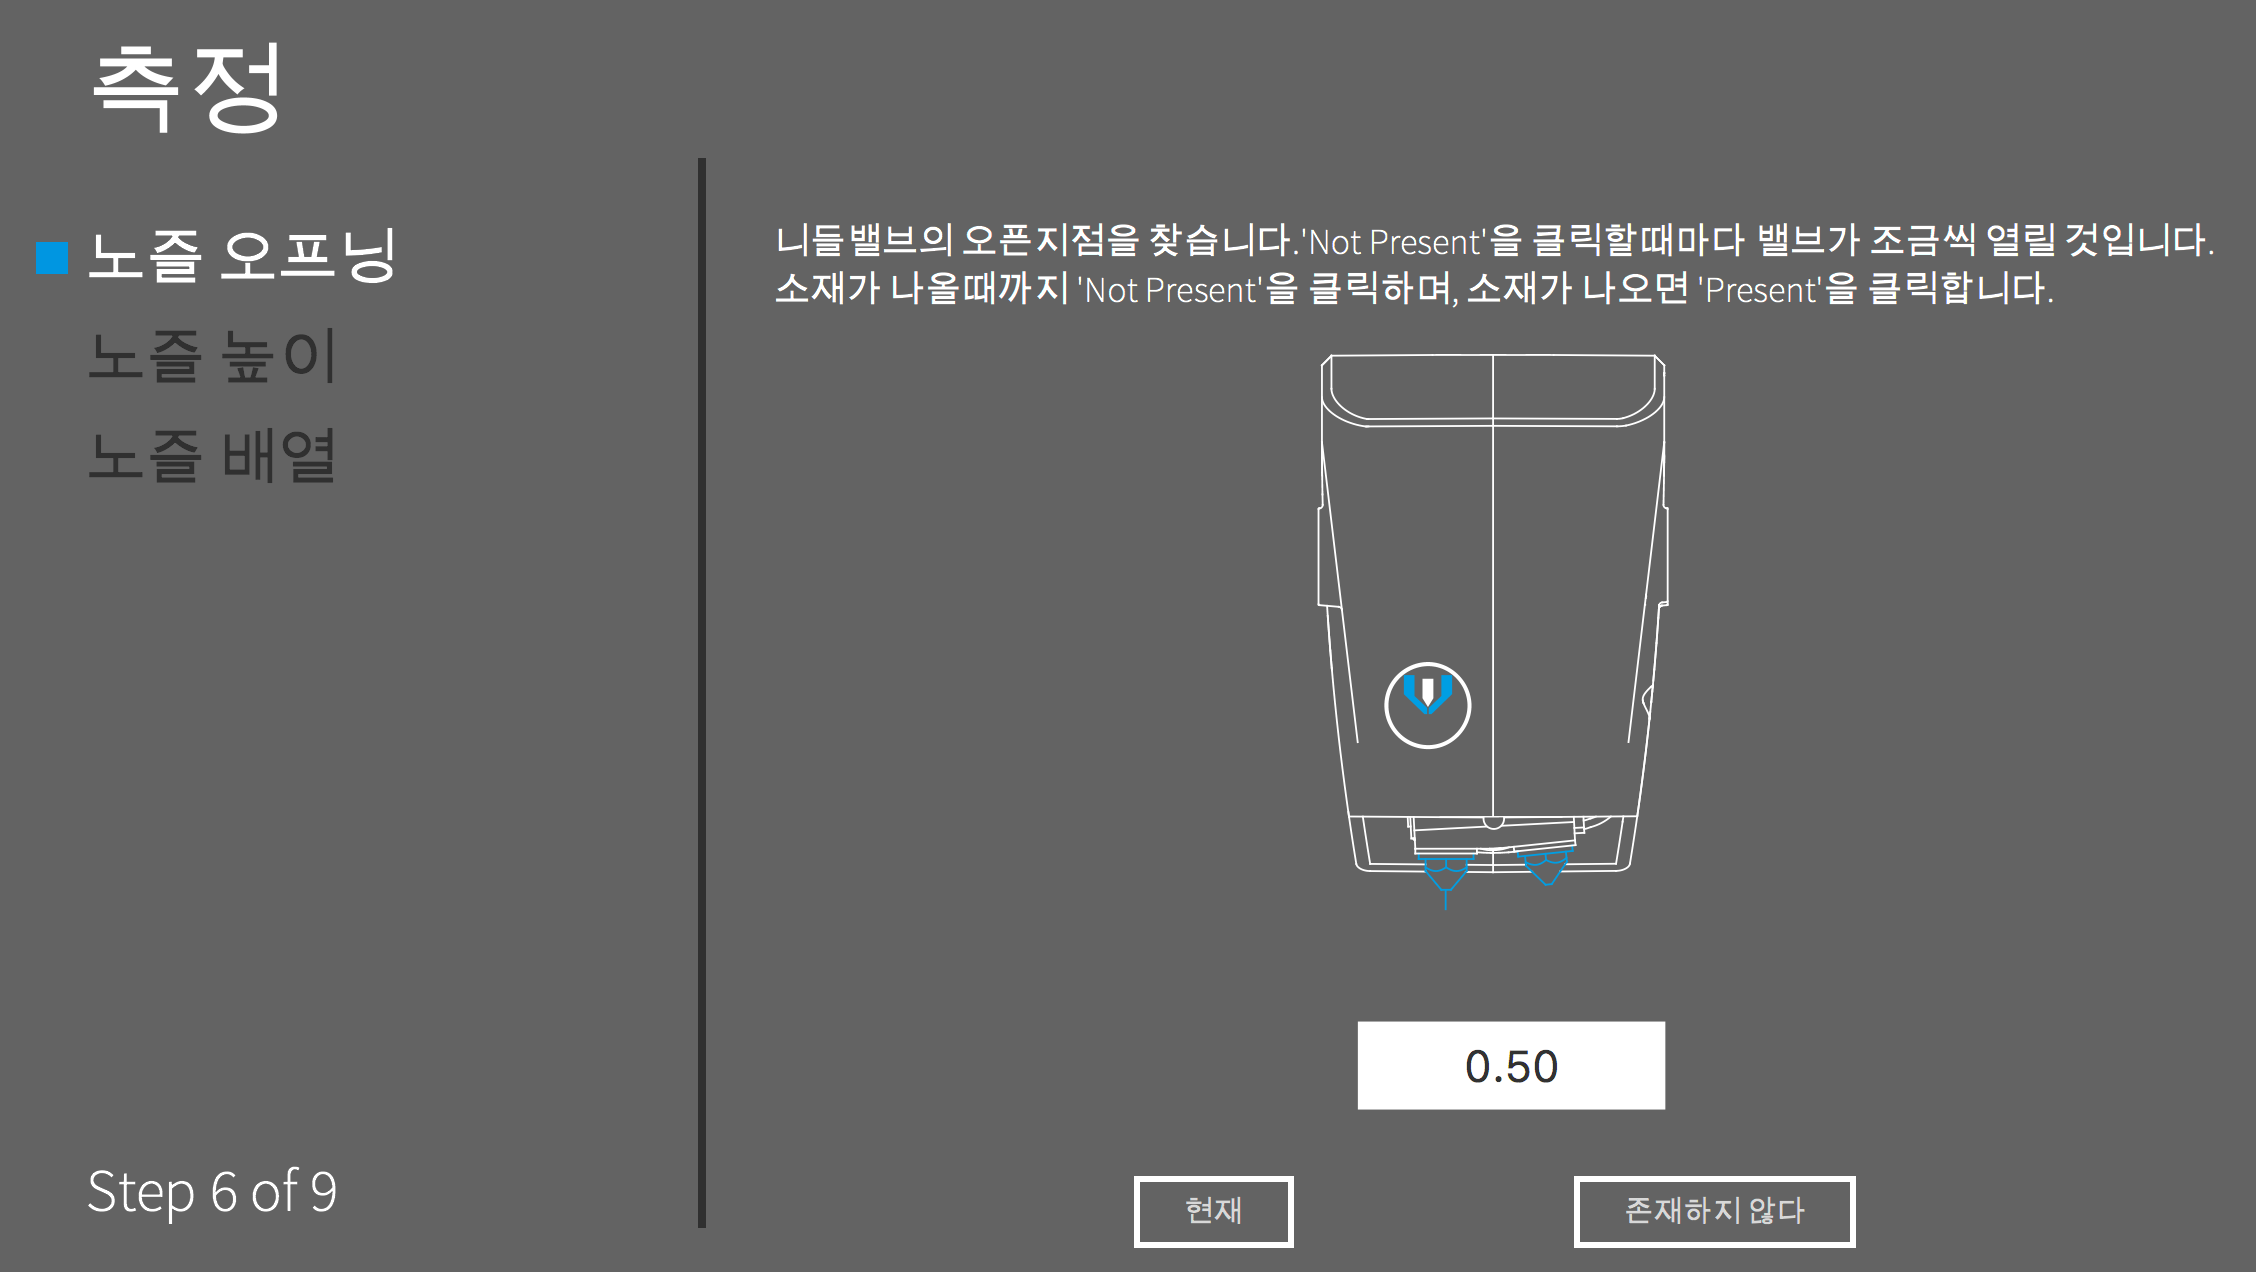 측정
노즐 오프닝
노즐 높이
노즐 배열
Step 6 of 9
니들밸브의 오픈지점을 찾습니다.'Not Present'을 클릭할때마다 밸브가 조금씩 열릴 것입니다.
소재가 나올때까지 'Not Present'을 클릭하며, 소재가 나오면 'Present'을 클릭합니다.
0.50
현재
존재하지 않다